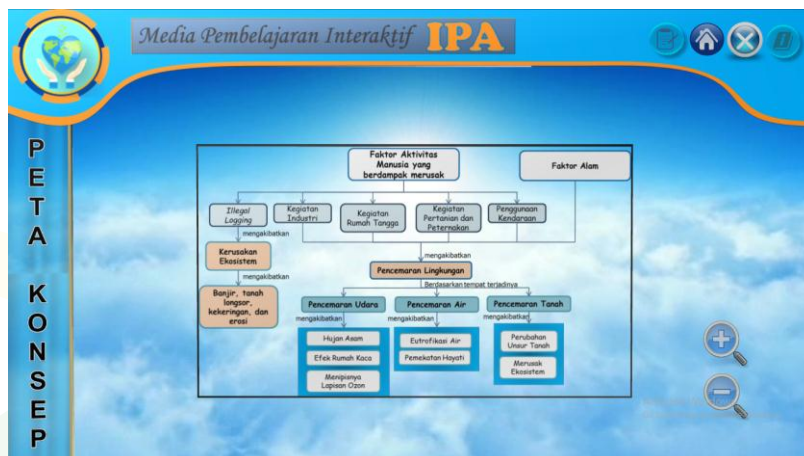 Media Pembelajaran Interaktif IPA
PETA KONSEP
Faktor Aktivitas
Manusia yang
berdampak merusak
Faktor Alam
Illegal
Logging
Kegiatan
Industri
Kegiatan
Rumah Tangga
Kegiatan
Pertanian dan
Peternakan
Penggunaan
Kendaraan
mengakibatkan
Kerusakan
Ekosistem
mengakibatkan
Banjir, tanah
longsor,
kekeringan, dan
erosi
mengakibatkan
Pencemaran Lingkungan
Berdasarkan tempat terjadinya
Pencemaran Udara
Pencemaran Air
Pencemaran Tanah
mengakibatkan
mengakibatkan
mengakibatkan
Hujan Asam
Efek Rumah Kaca
Menipisnya
Lapisan Ozon
Eutrofikasi Air
Pemekatan Hayati
Perubahan
Unsur Tanah
Merusak
Ekosistem